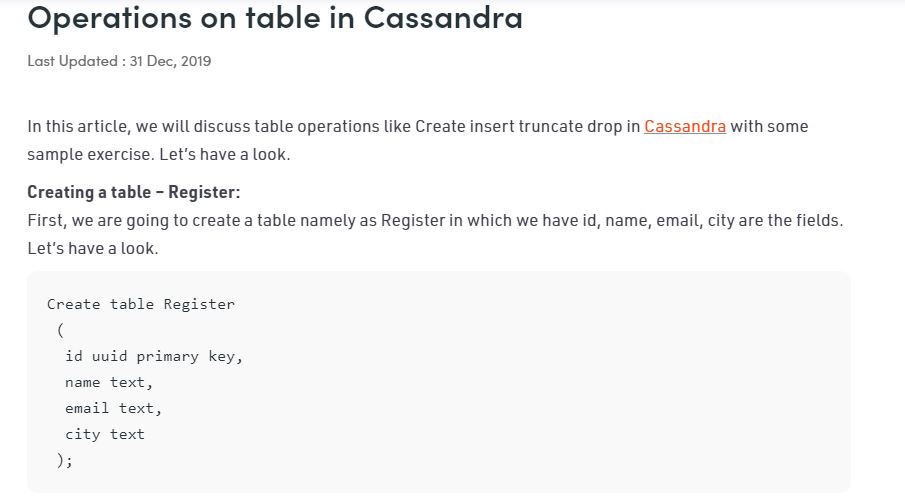 Operations on table in Cassandra
Last Updated : 31 Dec, 2019
In this article, we will discuss table operations like Create insert truncate drop in Cassandra with some
sample exercise. Let’s have a look.
Creating a table – Register:
First, we are going to create a table namely as Register in which we have id, name, email, city are the fields.
Let’s have a look.
Create table Register
(
id uuid primary key,
name text,
email text,
city text
);